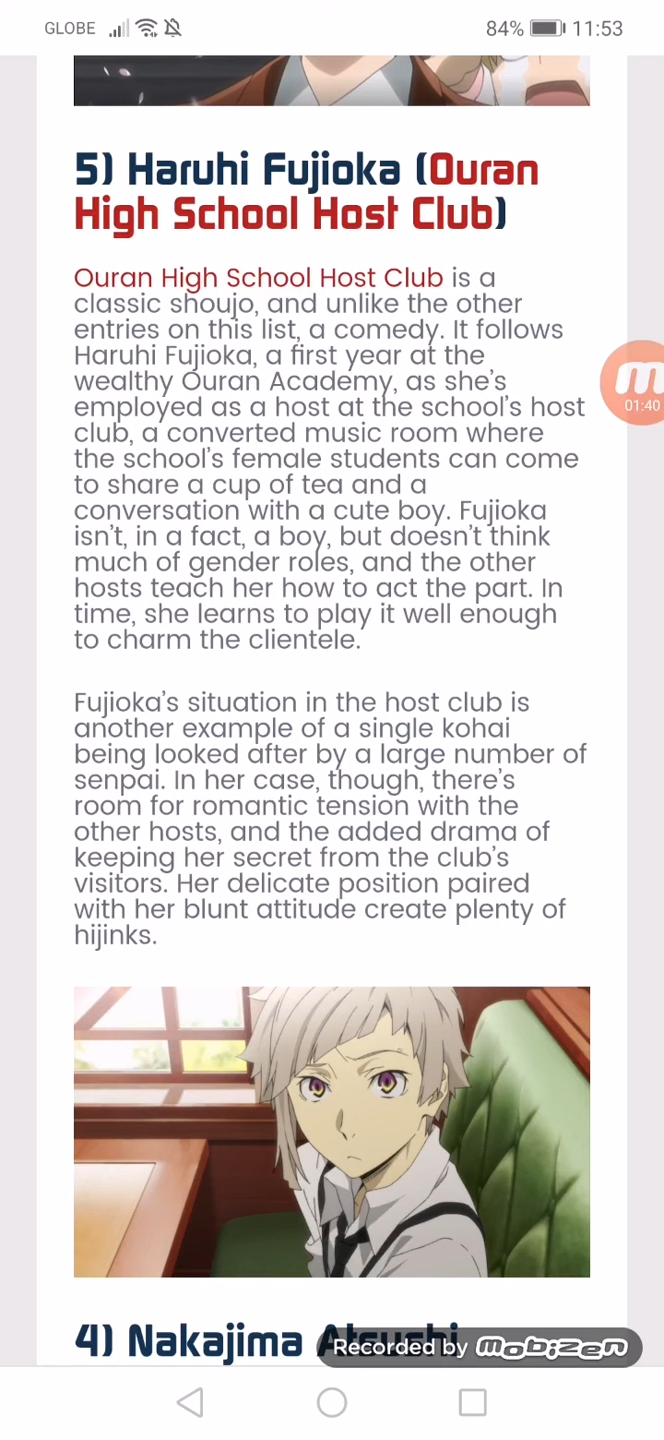 GLOBE 84% 11:53
5) Haruhi Fujioka (Ouran
High School Host Club)
Ouran High School Host Club is a
classic shoujo, and unlike the other
entries on this list, a comedy. It follows
Haruhi Fujioka, a first year at the
wealthy Ouran Academy, as she's
employed as a host at the school's host
club, a converted music room where
the school's female students can come
to share a cup of tea and a
conversation with a cute boy. Fujioka
isn't, in a fact, a boy, but doesn't think
much of gender roles, and the other
hosts teach her how to act the part. In
time, she learns to play it well enough
to charm the clientele.
m
01:40
Fujioka's situation in the host club is
another example of a single kohai
being looked after by a large number of
senpai. In her case, though, there's
room for romantic tension with the
other hosts, and the added drama of
keeping her secret from the club's
visitors. Her delicate position paired
with her blunt attitude create plenty of
hijinks.
4) Nakajima Atsushi
Recorded by mobizen